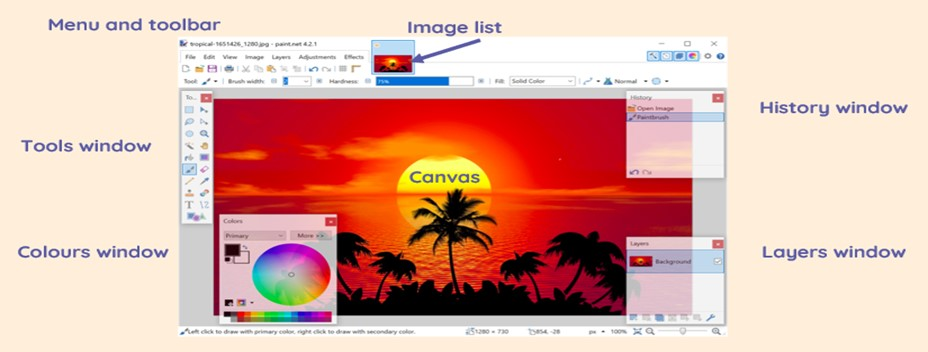 Menu and toolbar
Image list
tropical-1651426_1280.jpg - paint.net 4.2.1
File Edit View Image Layers Adjustments Effects
Tool: Brush width: 2 Hardness: 75% Fill: Solid Color Normal
To...
History
Open Image
Paintbrush
History window
Tools window
Canvas
Colors
Primary More >>
Colours window
Layers
Background
Layers window
Left click to draw with primary color, right click to draw with secondary color. 1280 × 730 854, -28 px 100%